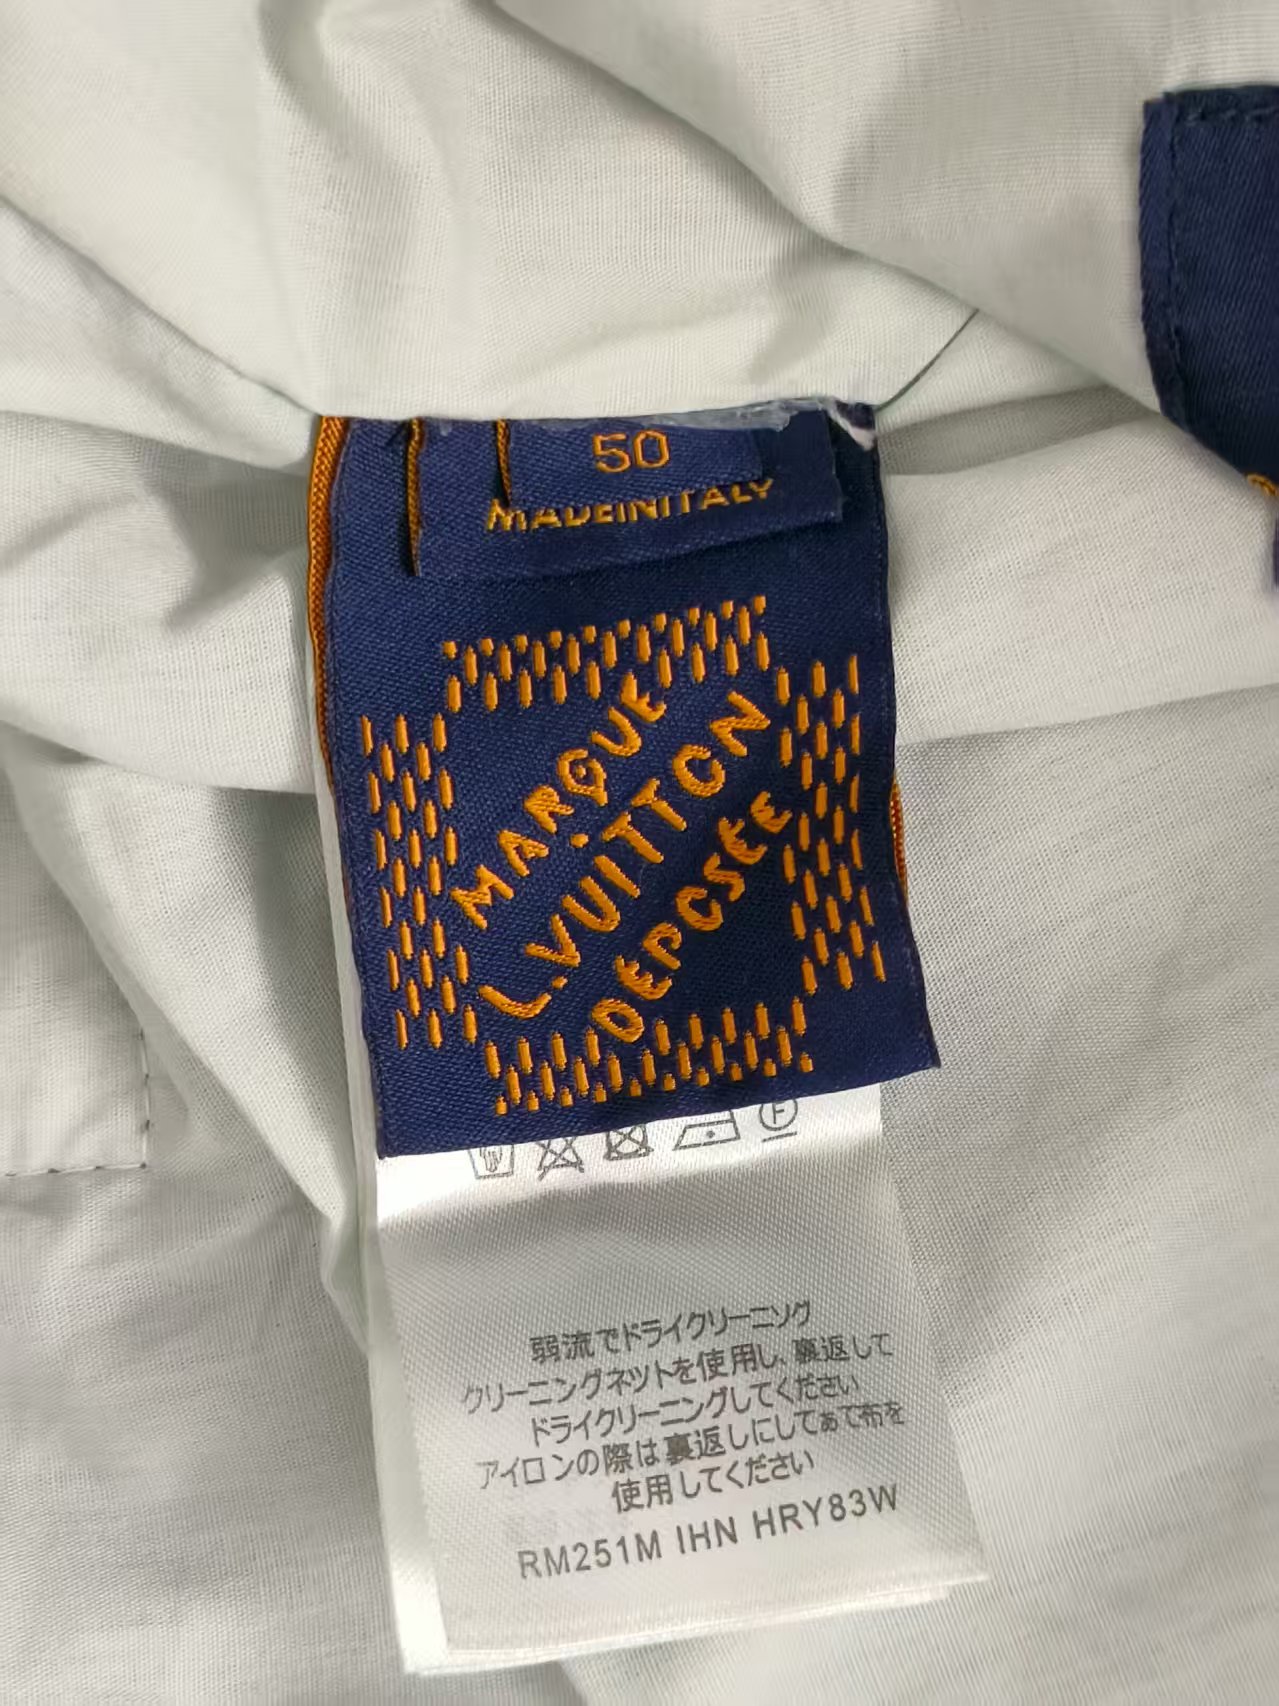 50
MADE IN ITALY
MARQUE
L.VUITTON
DEPOSEE
F
弱流でドライクリーニング
クリーニングネットを使用し、裏返して
ドライクリーニングしてください
アイロンの際は裏返しにしてあて布を
使用してください
RM251M IHN HRY83W